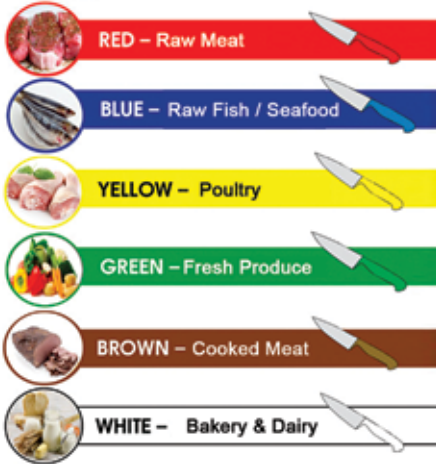 RED – Raw Meat
BLUE – Raw Fish / Seafood
YELLOW – Poultry
GREEN – Fresh Produce
BROWN – Cooked Meat
WHITE – Bakery & Dairy